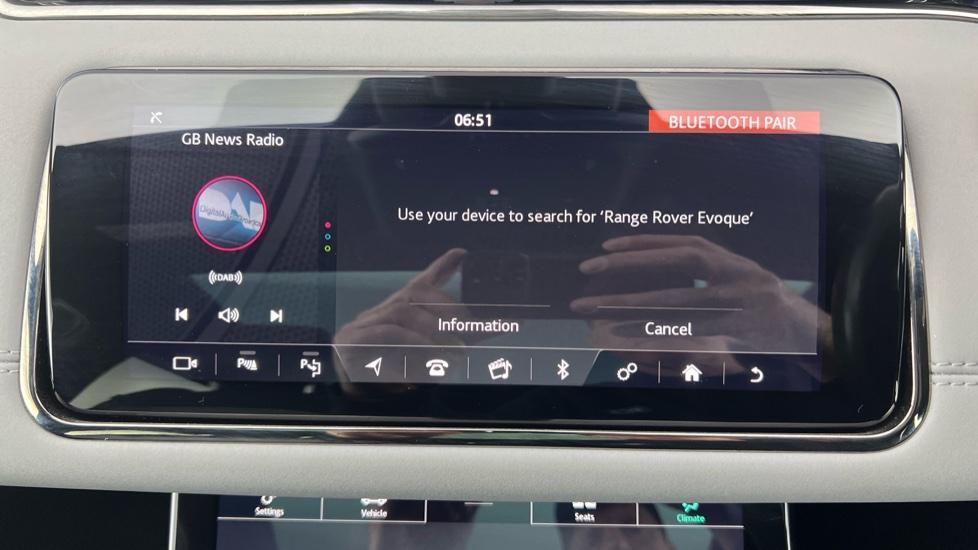 06:51
BLUETOOTH PAIR
GB News Radio
Use your device to search for ‘Range Rover Evoque’
DAB
Information
Cancel
Settings
Vehicle
Seats
Climate